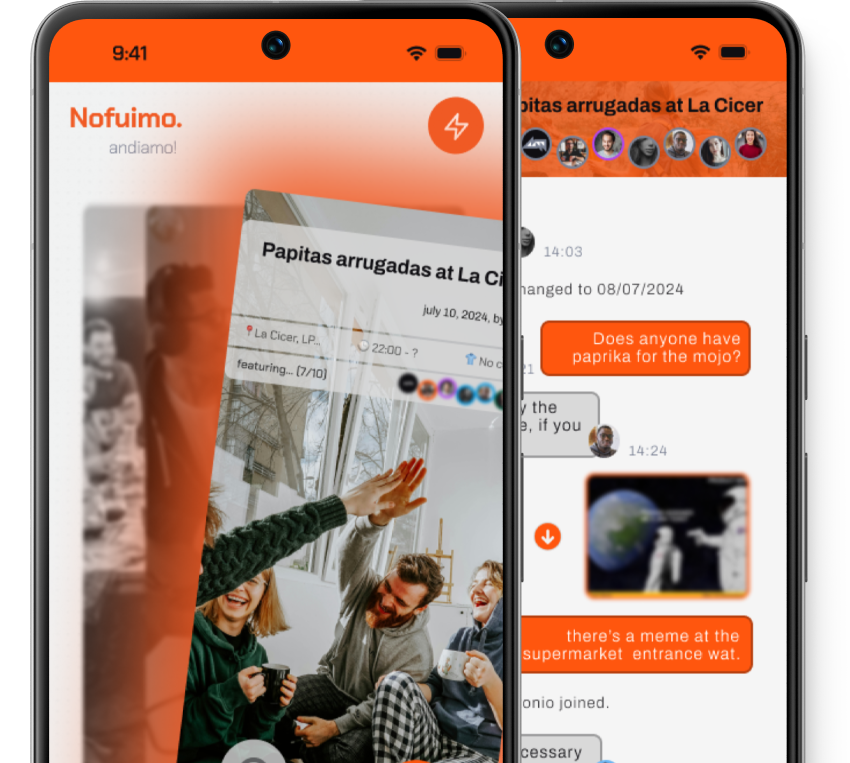 9:41
Nofuimo.
andiamo!
Papitas arrugadas at La Ci
july 10, 2024, by
La Cicer, LP..
22:00 - ?
No c
featuring... (7/10)
pitas arrugadas at La Cicer
14:03
hanged to 08/07/2024
Does anyone have
paprika for the mojo?
21
y the
e, if you
14:24
there's a meme at the
supermarket entrance wat.
onio joined.
cessary